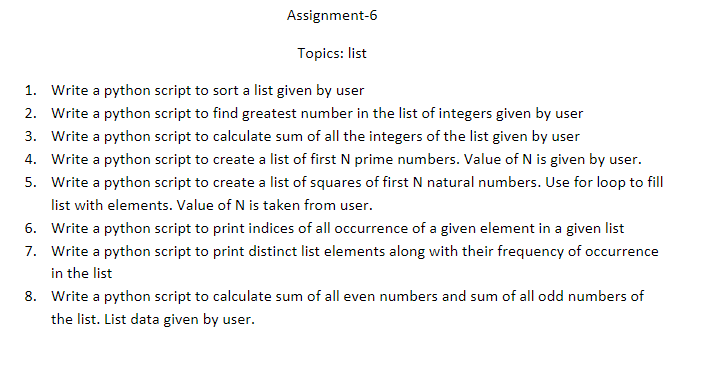 Assignment-6
Topics: list
1. Write a python script to sort a list given by user
2. Write a python script to find greatest number in the list of integers given by user
3. Write a python script to calculate sum of all the integers of the list given by user
4. Write a python script to create a list of first N prime numbers. Value of N is given by user.
5. Write a python script to create a list of squares of first N natural numbers. Use for loop to fill
list with elements. Value of N is taken from user.
6. Write a python script to print indices of all occurrence of a given element in a given list
7. Write a python script to print distinct list elements along with their frequency of occurrence
in the list
8. Write a python script to calculate sum of all even numbers and sum of all odd numbers of
the list. List data given by user.